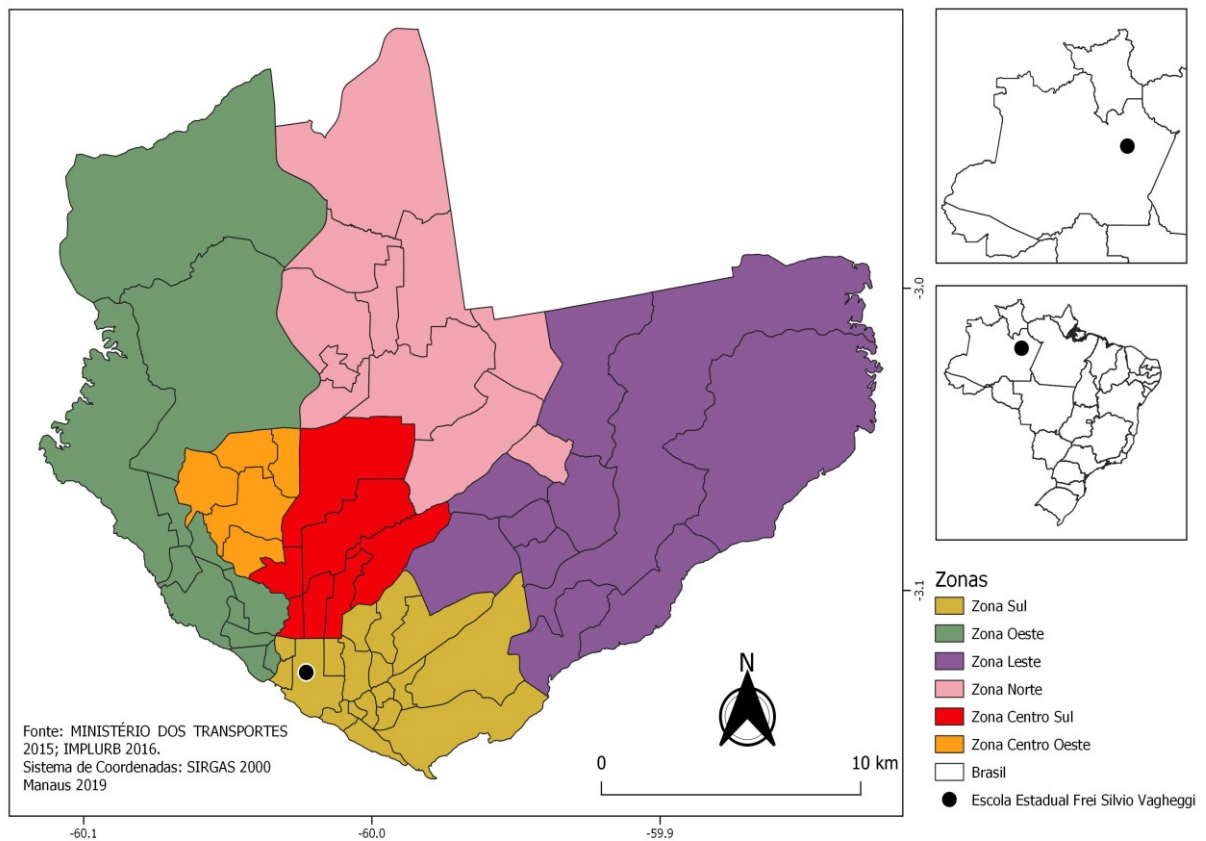 Fonte: MINISTÉRIO DOS TRANSPORTES
2015; IMPLURB 2016.
Sistema de Coordenadas: SIRGAS 2000
Manaus 2019
N
0 10 km
-60.1 -60.0 -59.9
-3.0
-3.1
Zonas
Zona Sul
Zona Oeste
Zona Leste
Zona Norte
Zona Centro Sul
Zona Centro Oeste
Brasil
Escola Estadual Frei Silvio Vagheggi